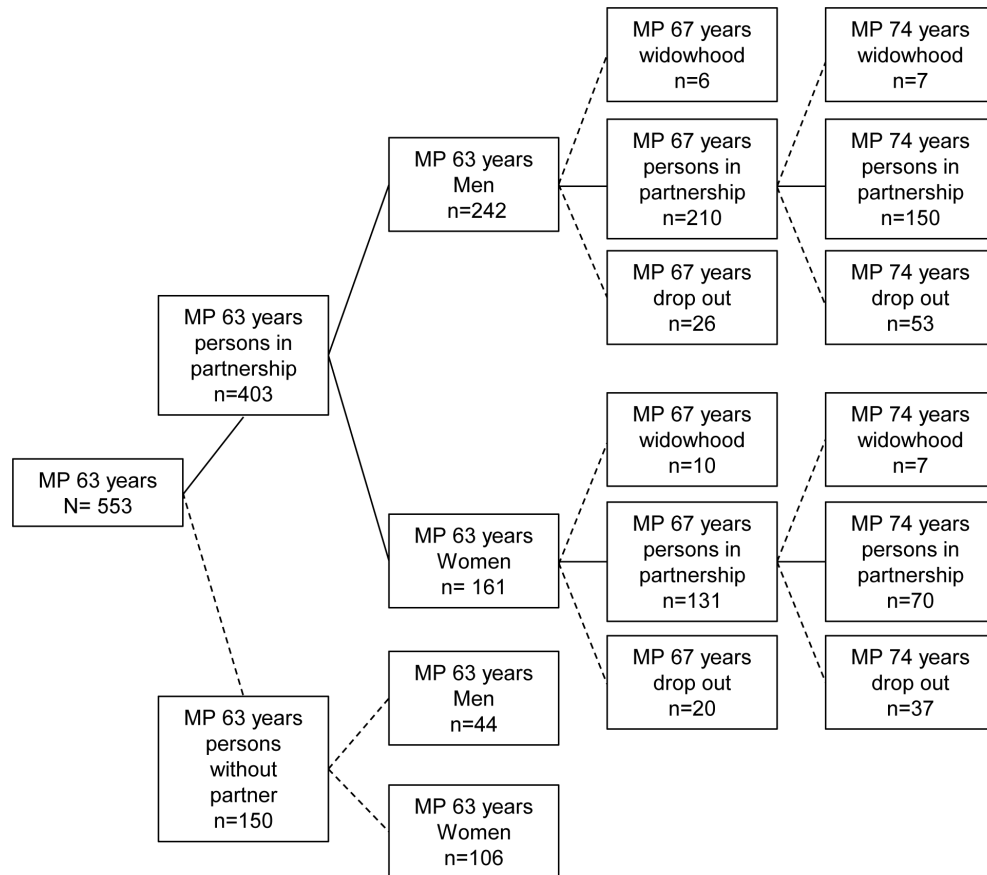 MP 63 years
N= 553
MP 63 years
persons in
partnership
n=403
MP 63 years
persons
without
partner
n=150
MP 63 years
Men
n=242
MP 63 years
Women
n= 161
MP 63 years
Men
n=44
MP 63 years
Women
n=106
MP 67 years
widowhood
n=6
MP 67 years
persons in
partnership
n=210
MP 67 years
drop out
n=26
MP 67 years
widowhood
n=10
MP 67 years
persons in
partnership
n=131
MP 67 years
drop out
n=20
MP 74 years
widowhood
n=7
MP 74 years
persons in
partnership
n=150
MP 74 years
drop out
n=53
MP 74 years
widowhood
n=7
MP 74 years
persons in
partnership
n=70
MP 74 years
drop out
n=37